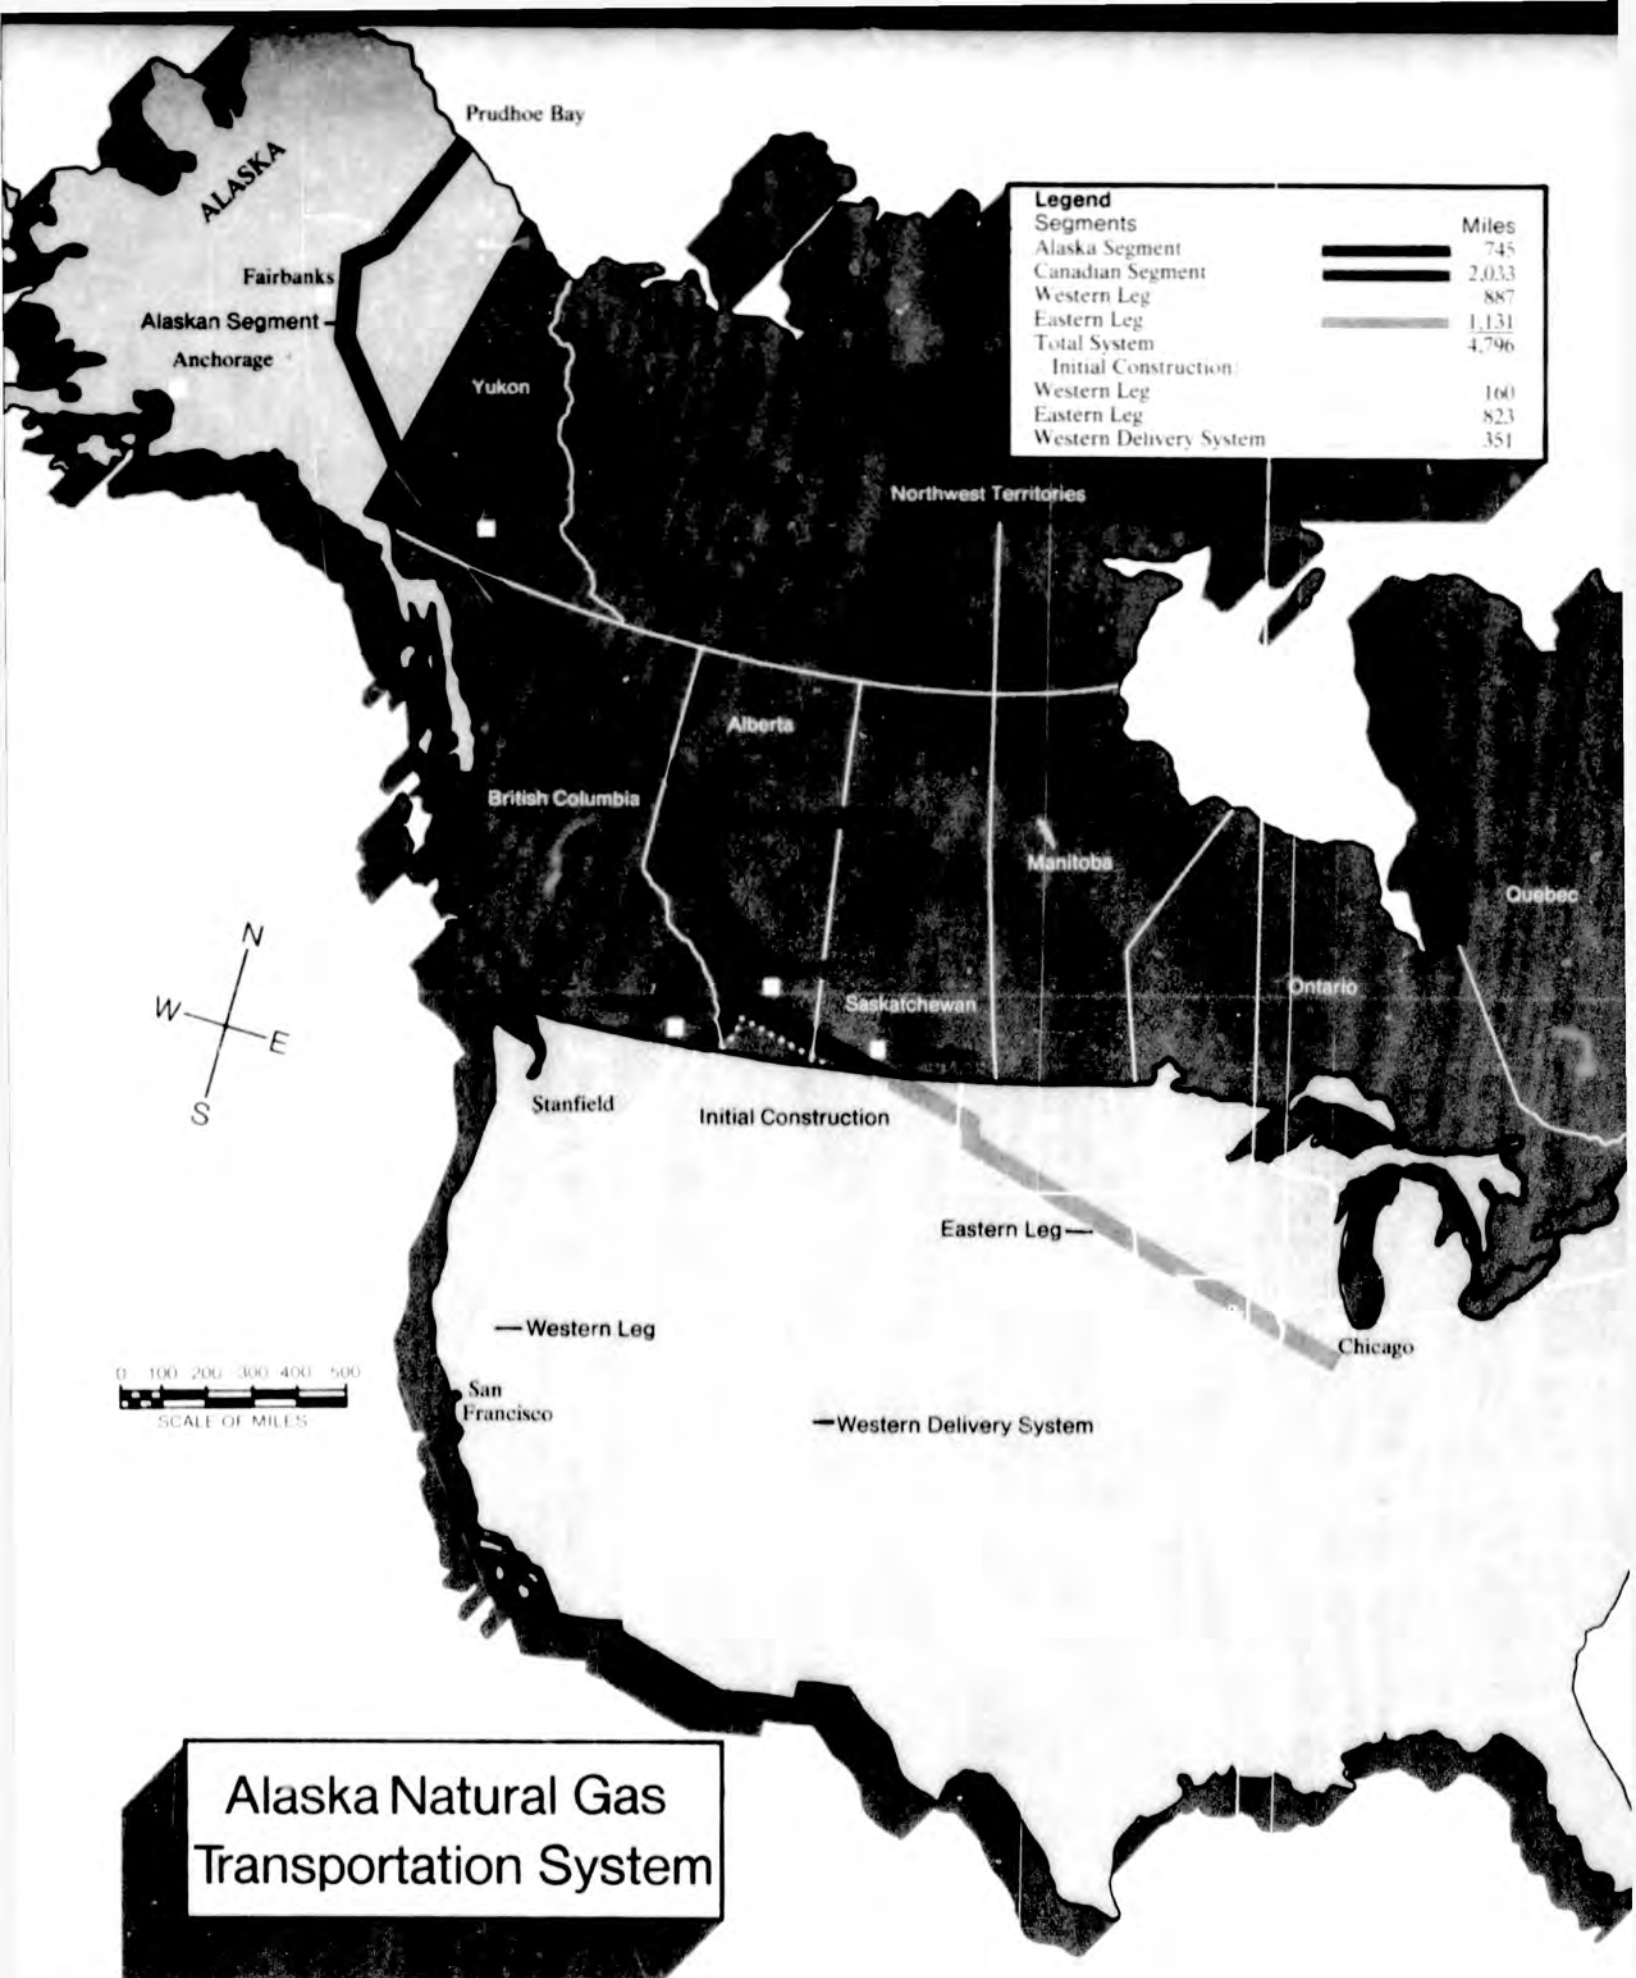 Prudhoe Bay
ALASKA
Legend
Segments Miles
Alaska Segment 745
Canadian Segment 2,033
Western Leg 887
Eastern Leg 1,131
Total System 4,796
Initial Construction:
Western Leg 160
Eastern Leg 823
Western Delivery System 351
Fairbanks
Alaskan Segment
Anchorage
Yukon
Northwest Territories
Alberta
British Columbia
Manitoba
Quebec
N
W
E
S
Saskatchewan
Ontario
Stanfield
Initial Construction
Eastern Leg
Western Leg
Chicago
0 100 200 300 400 500
SCALE OF MILES
San
Francisco
Western Delivery System
Alaska Natural Gas
Transportation System